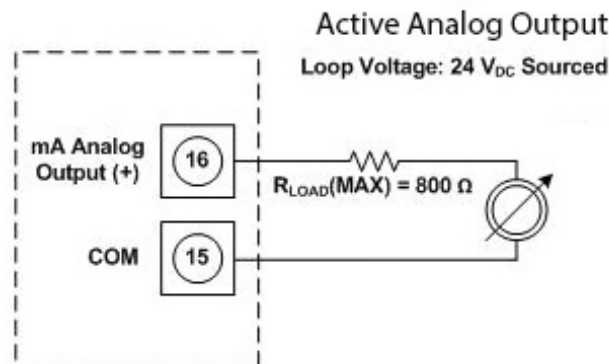 Active Analog Output
Loop Voltage: 24 VDC Sourced
mA Analog
Output (+)
16
RLOAD(MAX) = 800 Ω
COM
15